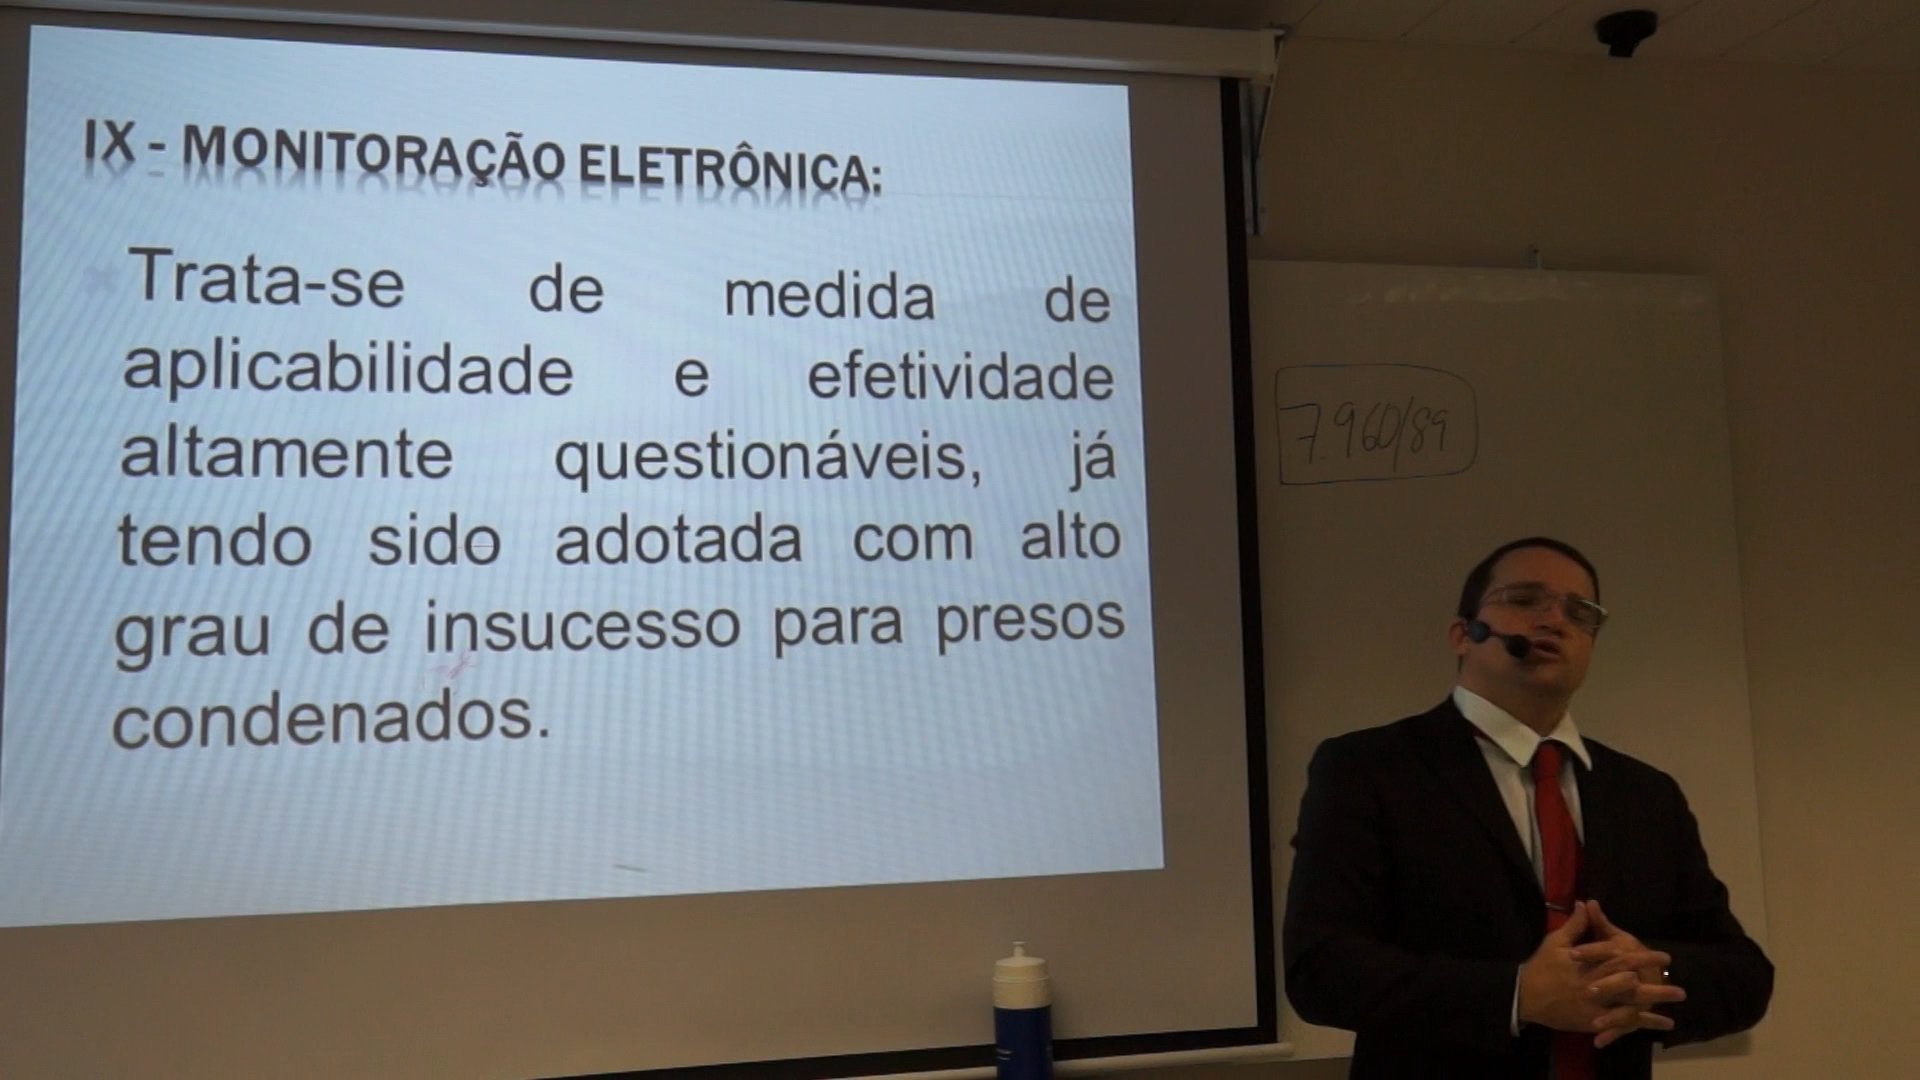 IX - MONITORAÇÃO ELETRÔNICA:
Trata-se de medida de
aplicabilidade e efetividade
altamente questionáveis, já
tendo sido adotada com alto
grau de insucesso para presos
condenados.
7.960/89